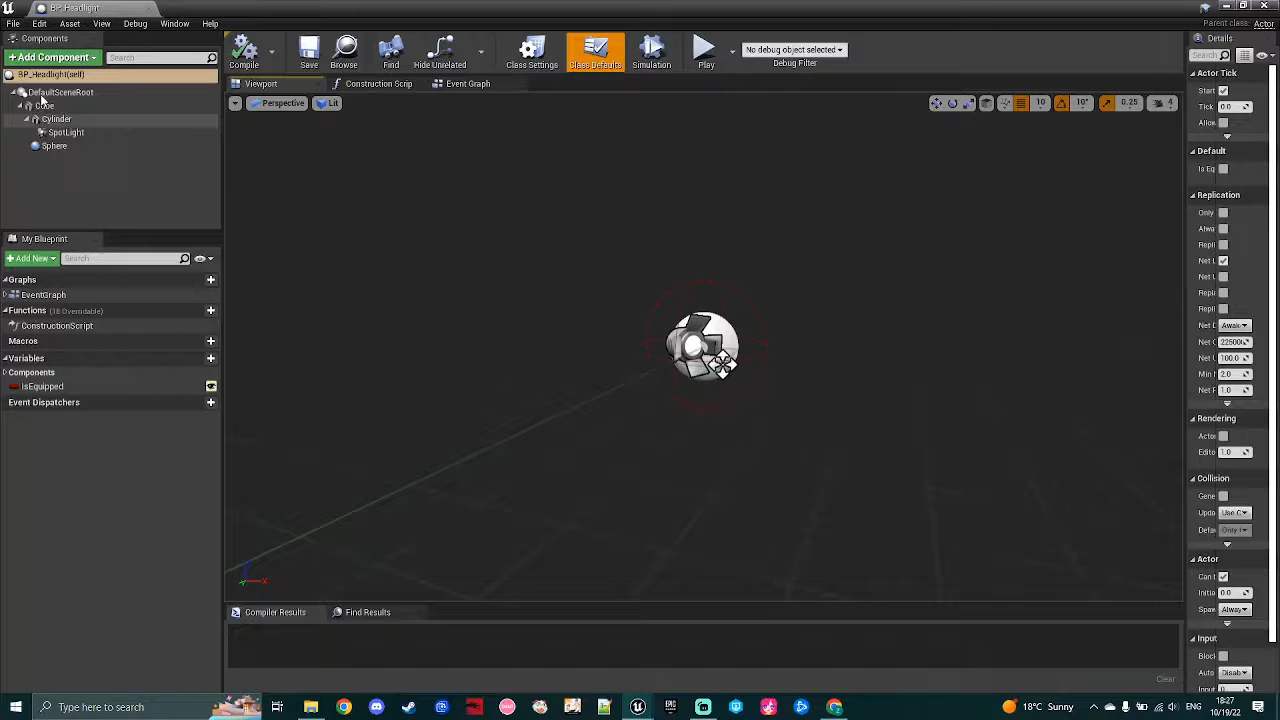 BP_Headlight
File Edit Asset View Debug Window Help
Parent class: Actor
Components
+Add Component Search
BP_Headlight(self)
DefaultSceneRoot
Cylinder
SpotLight
Sphere
Compile Save Browse Find Hide Unrelated Class Settings Class Defaults Simulation Play
No debug object selected
Debug Filter
Viewport Construction Scrip Event Graph
Perspective Lit
10 10° 0.25 4
My Blueprint
+Add New Search
Graphs
EventGraph
Functions (18 Overridable)
ConstructionScript
Macros
Variables
Components
IsEquipped
Event Dispatchers
X
Compiler Results Find Results
Clear
Details
Search
Actor Tick
Start
Tick 0.0
Allow
Default
Is Eq
Replication
Only
Alwa
Repli
Net L
Net U
Repla
Repli
Net D Awak
Net C 22500
Net U 100.0
Min N 2.0
Net P 1.0
Rendering
Actor
Edito 1.0
Collision
Gene
Upda Use C
Defau Only
Actor
Can b
Initia 0.0
Spaw Alway
Input
Block
Auto Disab
Type here to search
18°C Sunny
ENG
18:27
10/19/22